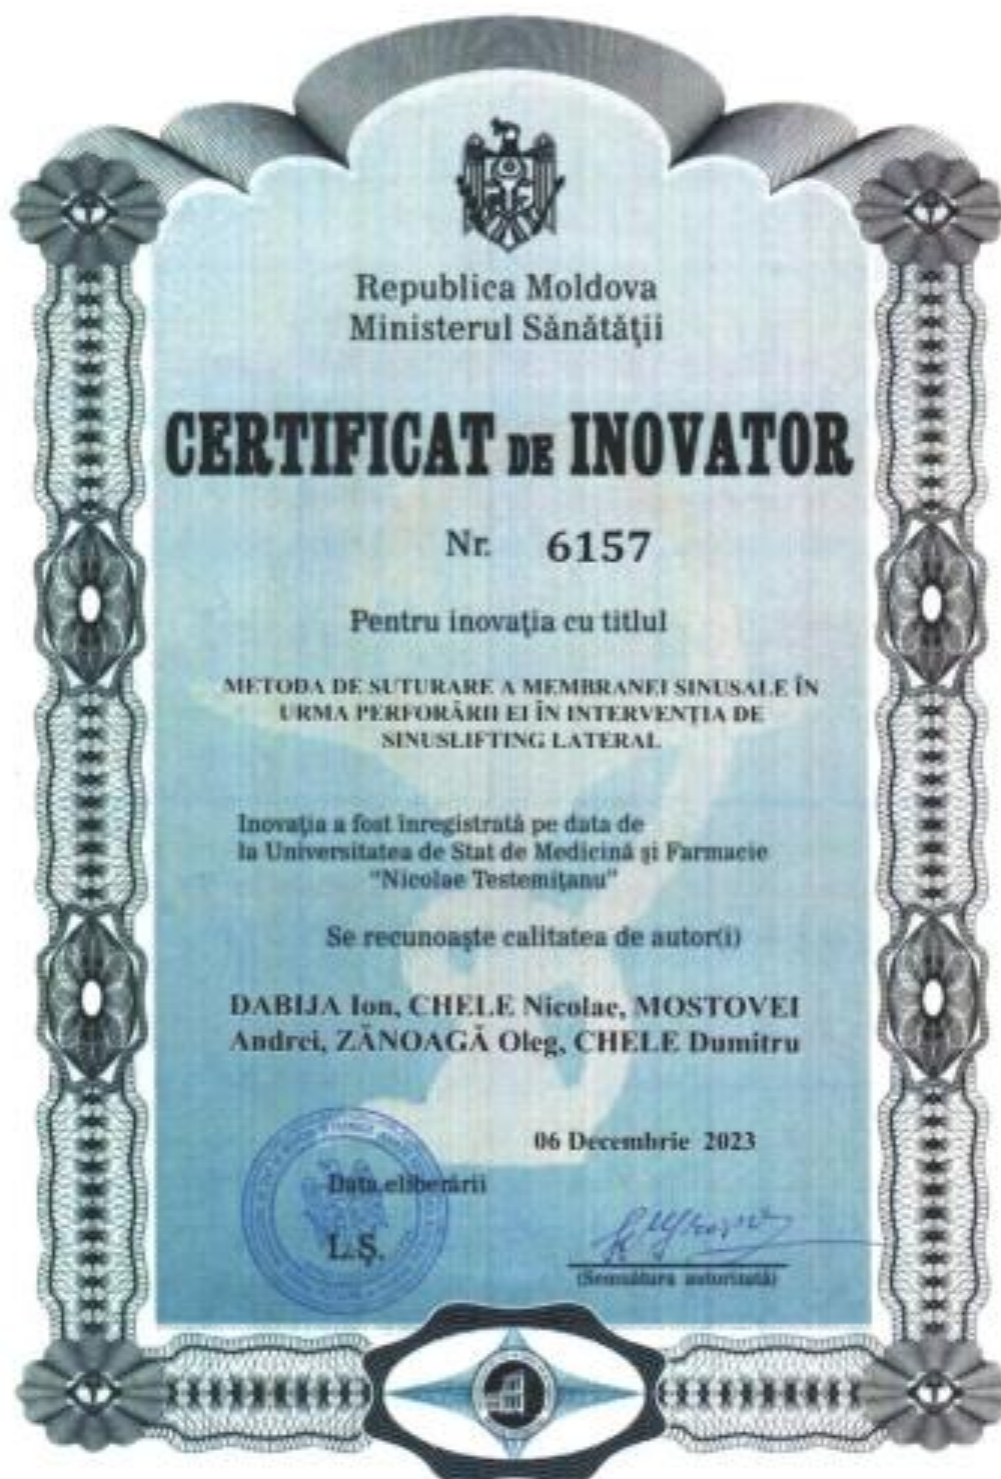 Republica Moldova
Ministerul Sănătăţii
CERTIFICAT DE INOVATOR
Nr. 6157
Pentru inovaţia cu titlul
METODA DE SUTURARE A MEMBRANEI SINUSALE ÎN
URMA PERFORĂRII EI ÎN INTERVENŢIA DE
SINUSLIFTING LATERAL
Inovaţia a fost înregistrată pe data de
la Universitatea de Stat de Medicină şi Farmacie
"Nicolae Testemiţanu"
Se recunoaşte calitatea de autor(i)
DABIJA Ion, CHELE Nicolae, MOSTOVEI
Andrei, ZĂNOAGĂ Oleg, CHELE Dumitru
06 Decembrie 2023
Data eliberării
L.Ş.
(Semnătura autorizată)